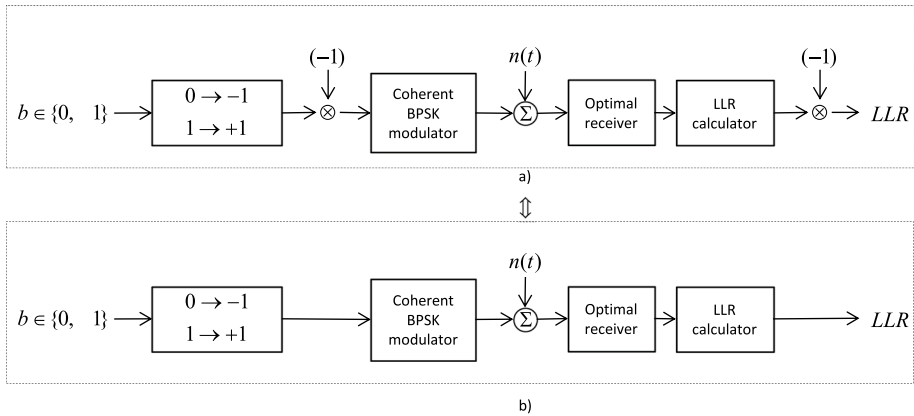 (−1)
n(t)
(−1)
b ∈ {0, 1}
0 → −1
1 → +1
⊗
Coherent
BPSK
modulator
Σ
Optimal
receiver
LLR
calculator
⊗
LLR
a)
⇕
n(t)
b ∈ {0, 1}
0 → −1
1 → +1
Coherent
BPSK
modulator
Σ
Optimal
receiver
LLR
calculator
LLR
b)